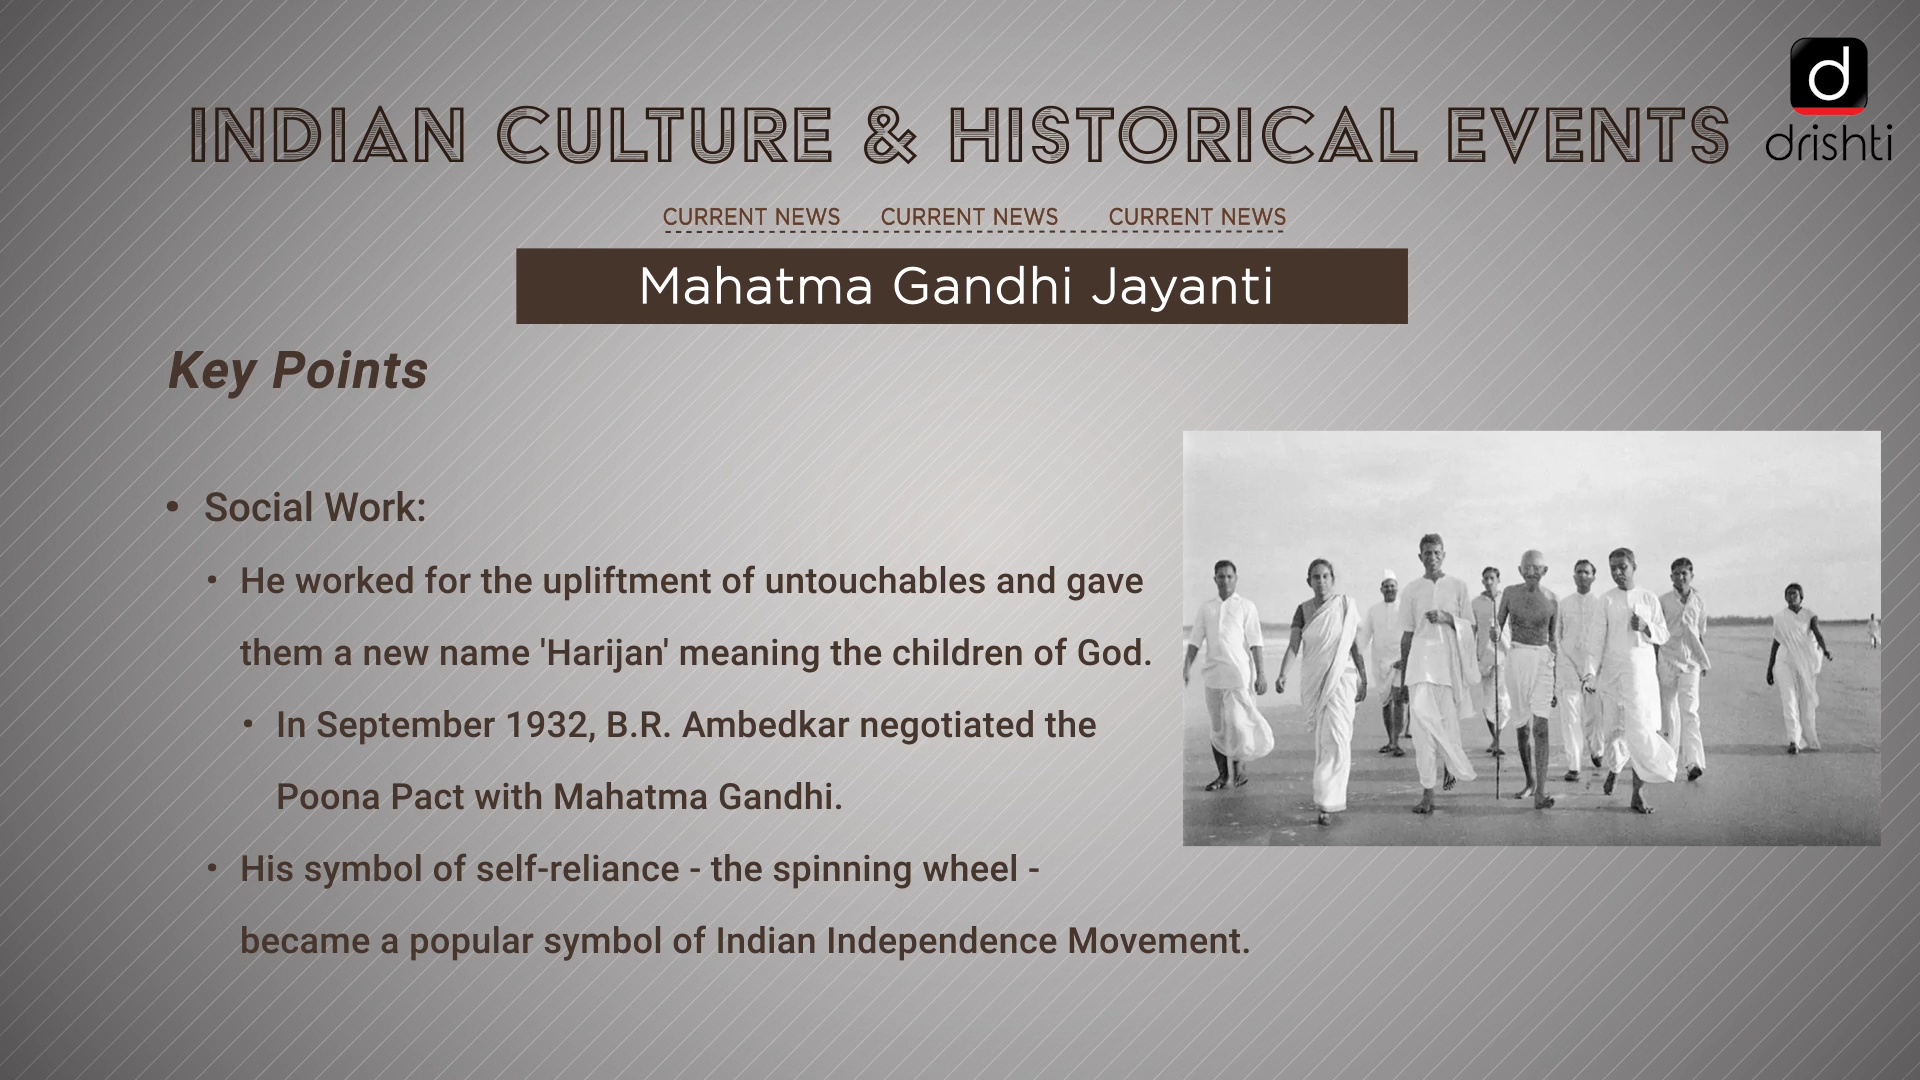 INDIAN CULTURE & HISTORICAL EVENTS
drishti
CURRENT NEWS CURRENT NEWS CURRENT NEWS
Mahatma Gandhi Jayanti
Key Points
• Social Work:
• He worked for the upliftment of untouchables and gave
them a new name 'Harijan' meaning the children of God.
• In September 1932, B.R. Ambedkar negotiated the
Poona Pact with Mahatma Gandhi.
• His symbol of self-reliance - the spinning wheel -
became a popular symbol of Indian Independence Movement.